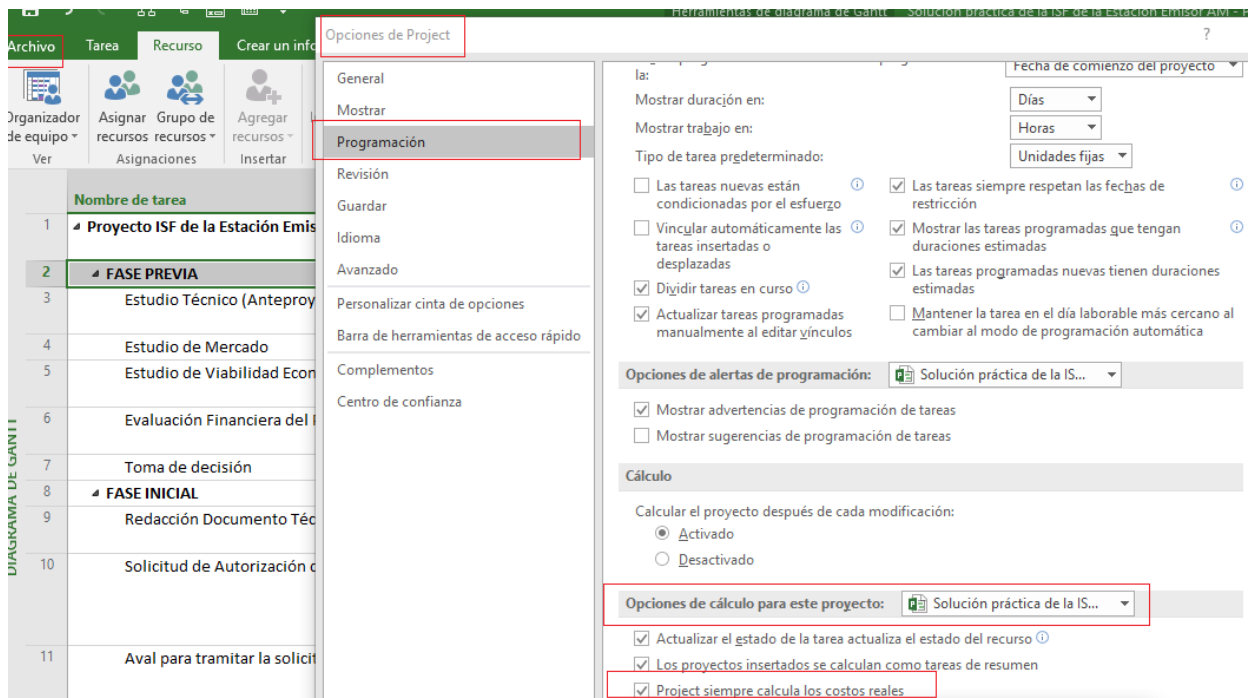 Herramientas de diagrama de Gantt Solución práctica de la ISF de la Estación Emisor AM - P
Archivo Tarea Recurso Crear un info
Organizador de equipo
Asignar recursos
Grupo de recursos
Agregar recursos
Ver Asignaciones Insertar
Nombre de tarea
1 Proyecto ISF de la Estación Emis
2 FASE PREVIA
3 Estudio Técnico (Anteproy
4 Estudio de Mercado
5 Estudio de Viabilidad Econ
6 Evaluación Financiera del
7 Toma de decisión
8 FASE INICIAL
9 Redacción Documento Téc
10 Solicitud de Autorización
11 Aval para tramitar la solicit
DIAGRAMA DE GANTT
Opciones de Project ?
General
Mostrar
Programación
Revisión
Guardar
Idioma
Avanzado
Personalizar cinta de opciones
Barra de herramientas de acceso rápido
Complementos
Centro de confianza
la: Fecha de comienzo del proyecto
Mostrar duración en: Días
Mostrar trabajo en: Horas
Tipo de tarea predeterminado: Unidades fijas
Las tareas nuevas están
condicionadas por el esfuerzo
Vincular automáticamente las
tareas insertadas o
desplazadas
Dividir tareas en curso
Actualizar tareas programadas
manualmente al editar vínculos
Las tareas siempre respetan las fechas de
restricción
Mostrar las tareas programadas que tengan
duraciones estimadas
Las tareas programadas nuevas tienen duraciones
estimadas
Mantener la tarea en el día laborable más cercano al
cambiar al modo de programación automática
Opciones de alertas de programación: Solución práctica de la IS...
Mostrar advertencias de programación de tareas
Mostrar sugerencias de programación de tareas
Cálculo
Calcular el proyecto después de cada modificación:
Activado
Desactivado
Opciones de cálculo para este proyecto: Solución práctica de la IS...
Actualizar el estado de la tarea actualiza el estado del recurso
Los proyectos insertados se calculan como tareas de resumen
Project siempre calcula los costos reales